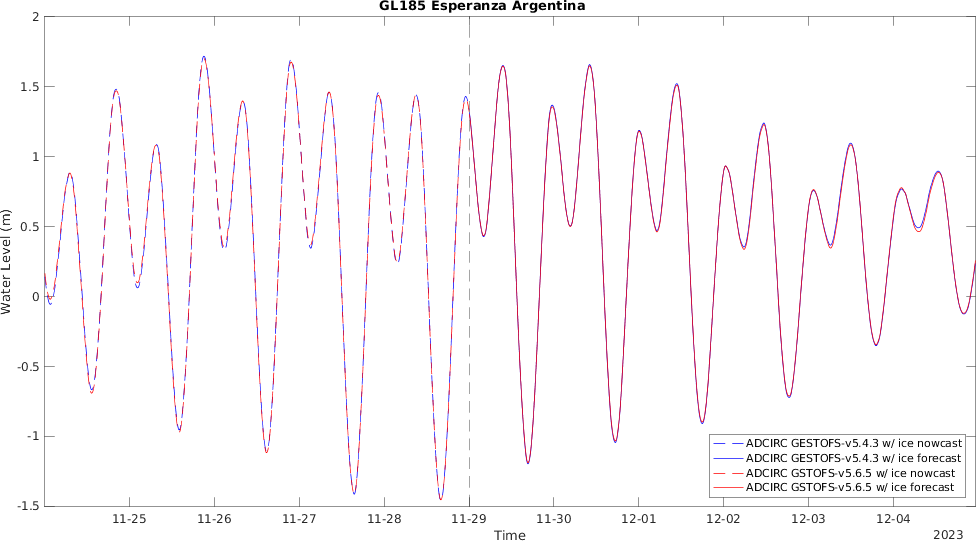 GL185 Esperanza Argentina
2
1.5
1
0.5
0
-0.5
-1
-1.5
Water Level (m)
11-25
11-26
11-27
11-28
11-29
11-30
12-01
12-02
12-03
12-04
Time
2023
ADCIRC GESTOFS-v5.4.3 w/ ice nowcast
ADCIRC GESTOFS-v5.4.3 w/ ice forecast
ADCIRC GSTOFS-v5.6.5 w/ ice nowcast
ADCIRC GSTOFS-v5.6.5 w/ ice forecast